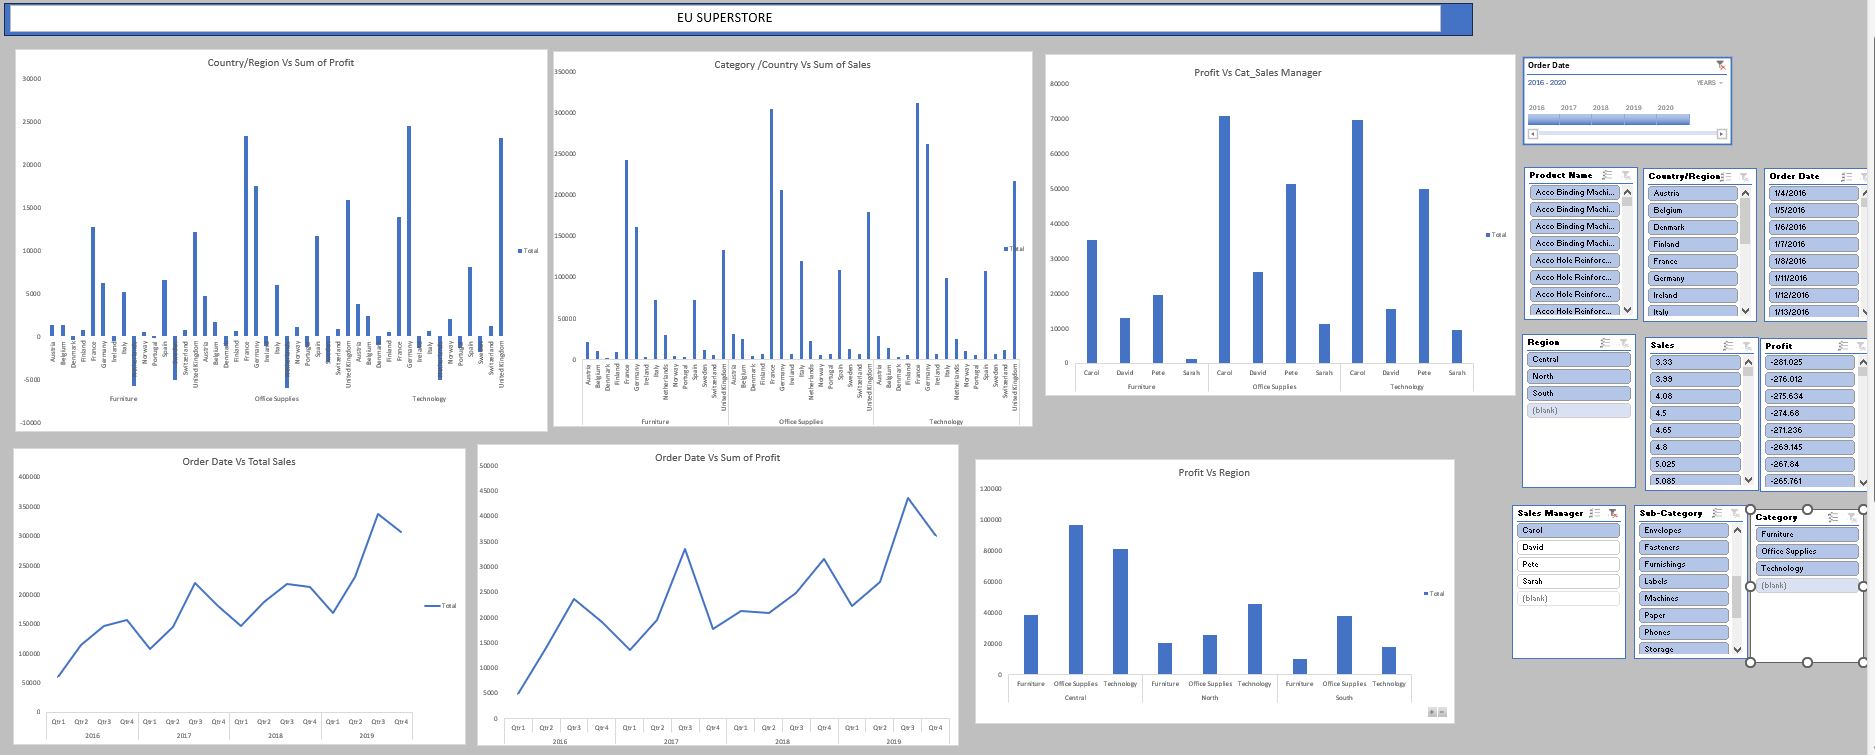 EU SUPERSTORE
Country/Region Vs Sum of Profit
30000
25000
20000
15000
10000
5000
0
-5000
-10000
Austria
Belgium
Denmark
Finland
France
Germany
Ireland
Italy
Norway
Portugal
Spain
Switzerland
United Kingdom
Austria
Belgium
Finland
France
Germany
Ireland
Italy
Norway
Spain
Switzerland
United Kingdom
Austria
Belgium
Finland
France
Germany
Italy
Norway
Spain
Switzerland
United Kingdom
Furniture
Office Supplies
Technology
Total
Category /Country Vs Sum of Sales
350000
300000
250000
200000
150000
100000
50000
0
Austria
Belgium
Denmark
Finland
France
Germany
Ireland
Italy
Netherlands
Norway
Portugal
Spain
Sweden
Switzerland
United Kingdom
Austria
Belgium
Denmark
Finland
France
Germany
Ireland
Italy
Netherlands
Norway
Portugal
Spain
Sweden
Switzerland
United Kingdom
Austria
Belgium
Denmark
Finland
France
Germany
Ireland
Italy
Netherlands
Norway
Portugal
Spain
Sweden
Switzerland
United Kingdom
Furniture
Office Supplies
Technology
Total
Profit Vs Cat_Sales Manager
80000
70000
60000
50000
40000
30000
20000
10000
0
Carol David Pete Sarah Carol David Pete Sarah Carol David Pete Sarah
Furniture Office Supplies Technology
Total
Order Date
2016 - 2020 YEARS
2016 2017 2018 2019 2020
Product Name
Acco Binding Machi...
Acco Binding Machi...
Acco Binding Machi...
Acco Binding Machi...
Acco Hole Reinforc...
Acco Hole Reinforc...
Acco Hole Reinforc...
Acco Hole Reinforc...
Country/Region
Austria
Belgium
Denmark
Finland
France
Germany
Ireland
Italy
Order Date
1/4/2016
1/5/2016
1/6/2016
1/7/2016
1/8/2016
1/11/2016
1/12/2016
1/13/2016
Region
Central
North
South
(blank)
Sales
3.33
3.99
4.08
4.5
4.65
4.8
5.025
5.085
Profit
-281.025
-276.012
-275.634
-274.68
-271.236
-269.145
-267.84
-265.761
Order Date Vs Total Sales
400000
350000
300000
250000
200000
150000
100000
50000
0
Qtr1 Qtr2 Qtr3 Qtr4 Qtr1 Qtr2 Qtr3 Qtr4 Qtr1 Qtr2 Qtr3 Qtr4 Qtr1 Qtr2 Qtr3 Qtr4
2016 2017 2018 2019
Total
Order Date Vs Sum of Profit
50000
45000
40000
35000
30000
25000
20000
15000
10000
5000
0
Qtr1 Qtr2 Qtr3 Qtr4 Qtr1 Qtr2 Qtr3 Qtr4 Qtr1 Qtr2 Qtr3 Qtr4 Qtr1 Qtr2 Qtr3 Qtr4
2016 2017 2018 2019
Profit Vs Region
120000
100000
80000
60000
40000
20000
0
Furniture Office Supplies Technology Furniture Office Supplies Technology Furniture Office Supplies Technology
Central North South
Total
Sales Manager
Carol
David
Pete
Sarah
(blank)
Sub-Category
Envelopes
Fasteners
Furnishings
Labels
Machines
Paper
Phones
Storage
Category
Furniture
Office Supplies
Technology
(blank)